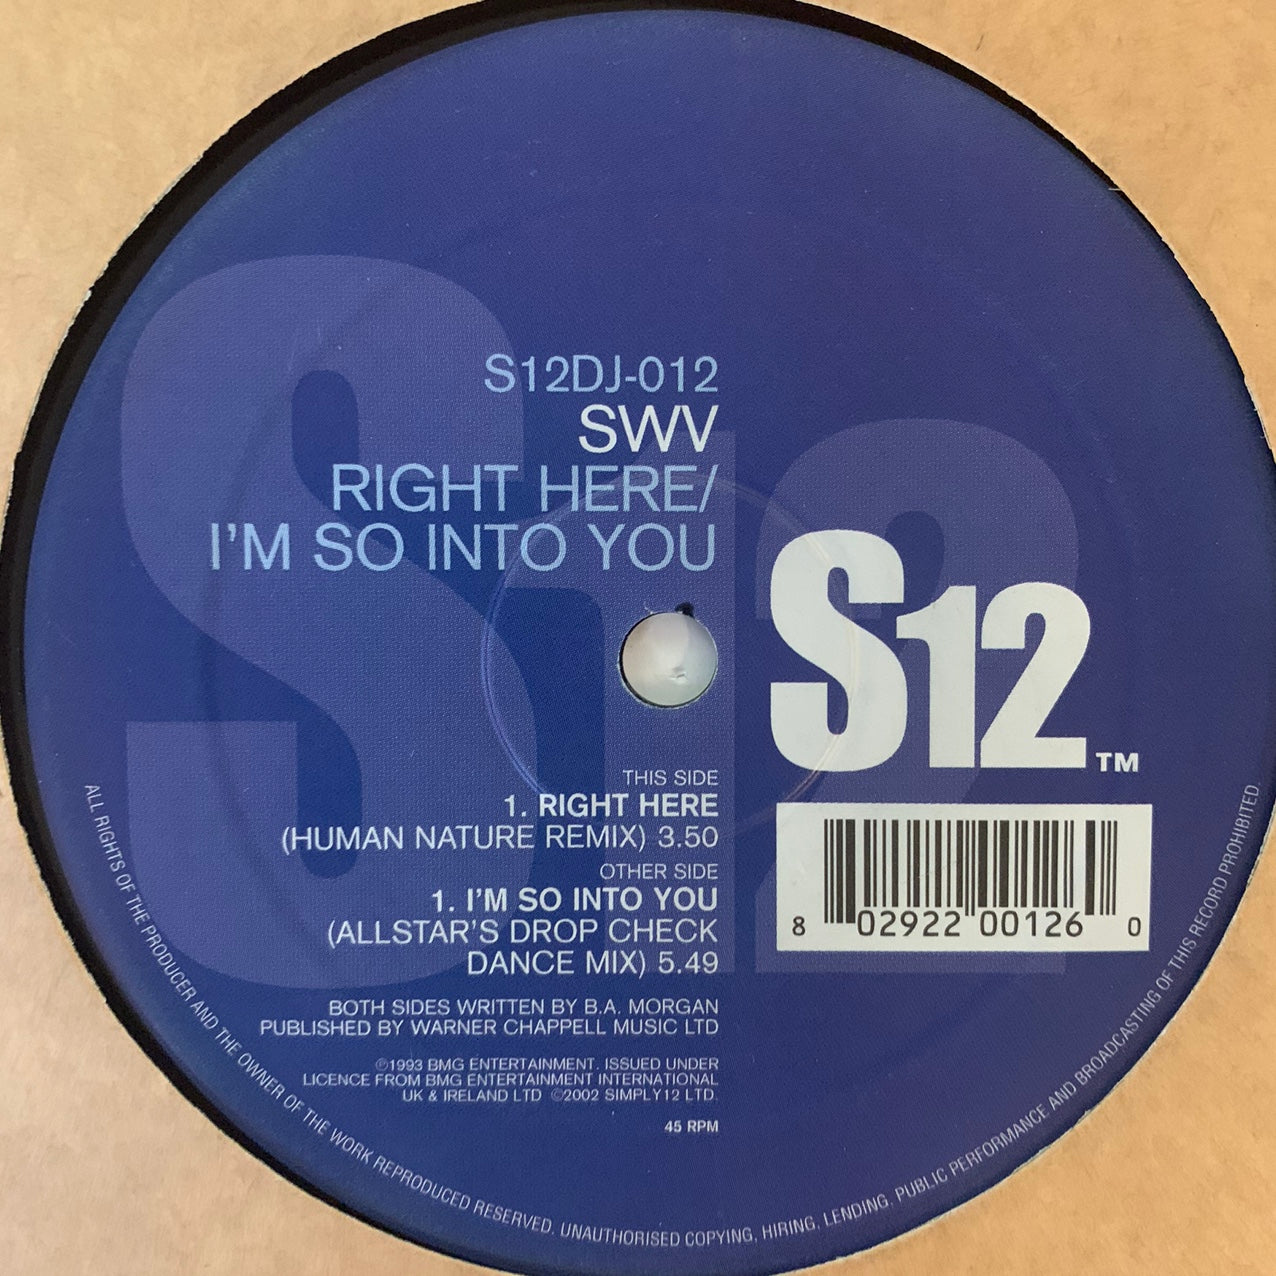 S12DJ-012
SWV
RIGHT HERE/
I'M SO INTO YOU
S12™
THIS SIDE
1. RIGHT HERE
(HUMAN NATURE REMIX) 3.50
OTHER SIDE
1. I'M SO INTO YOU
(ALLSTAR'S DROP CHECK
DANCE MIX) 5.49
8 02922 00126 0
BOTH SIDES WRITTEN BY B.A. MORGAN
PUBLISHED BY WARNER CHAPPELL MUSIC LTD
℗1993 BMG ENTERTAINMENT. ISSUED UNDER
LICENCE FROM BMG ENTERTAINMENT INTERNATIONAL
UK & IRELAND LTD ©2002 SIMPLY12 LTD.
45 RPM
ALL RIGHTS OF THE PRODUCER AND THE OWNER OF THE WORK REPRODUCED RESERVED. UNAUTHORISED COPYING, HIRING, LENDING, PUBLIC PERFORMANCE AND BROADCASTING OF THIS RECORD PROHIBITED.
S12